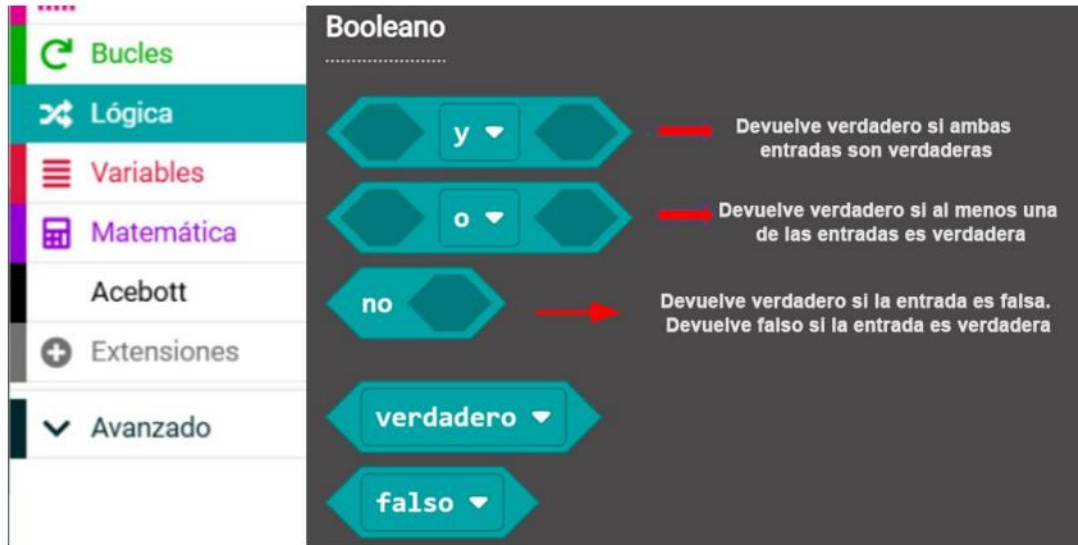 Bucles
Lógica
Variables
Matemática
Acebott
Extensiones
Avanzado
Booleano
y
Devuelve verdadero si ambas
entradas son verdaderas
o
Devuelve verdadero si al menos una
de las entradas es verdadera
no
Devuelve verdadero si la entrada es falsa.
Devuelve falso si la entrada es verdadera
verdadero
falso